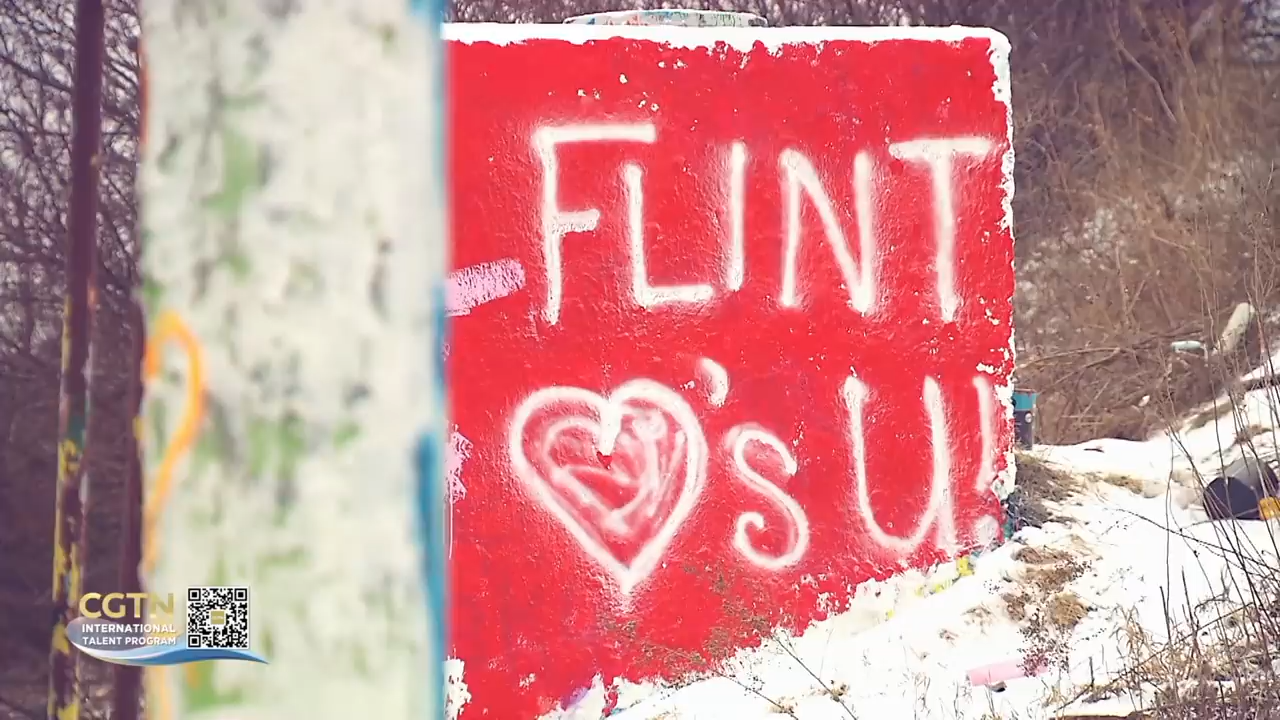 FLINT
♥'s U!
CGTN
INTERNATIONAL
TALENT PROGRAM